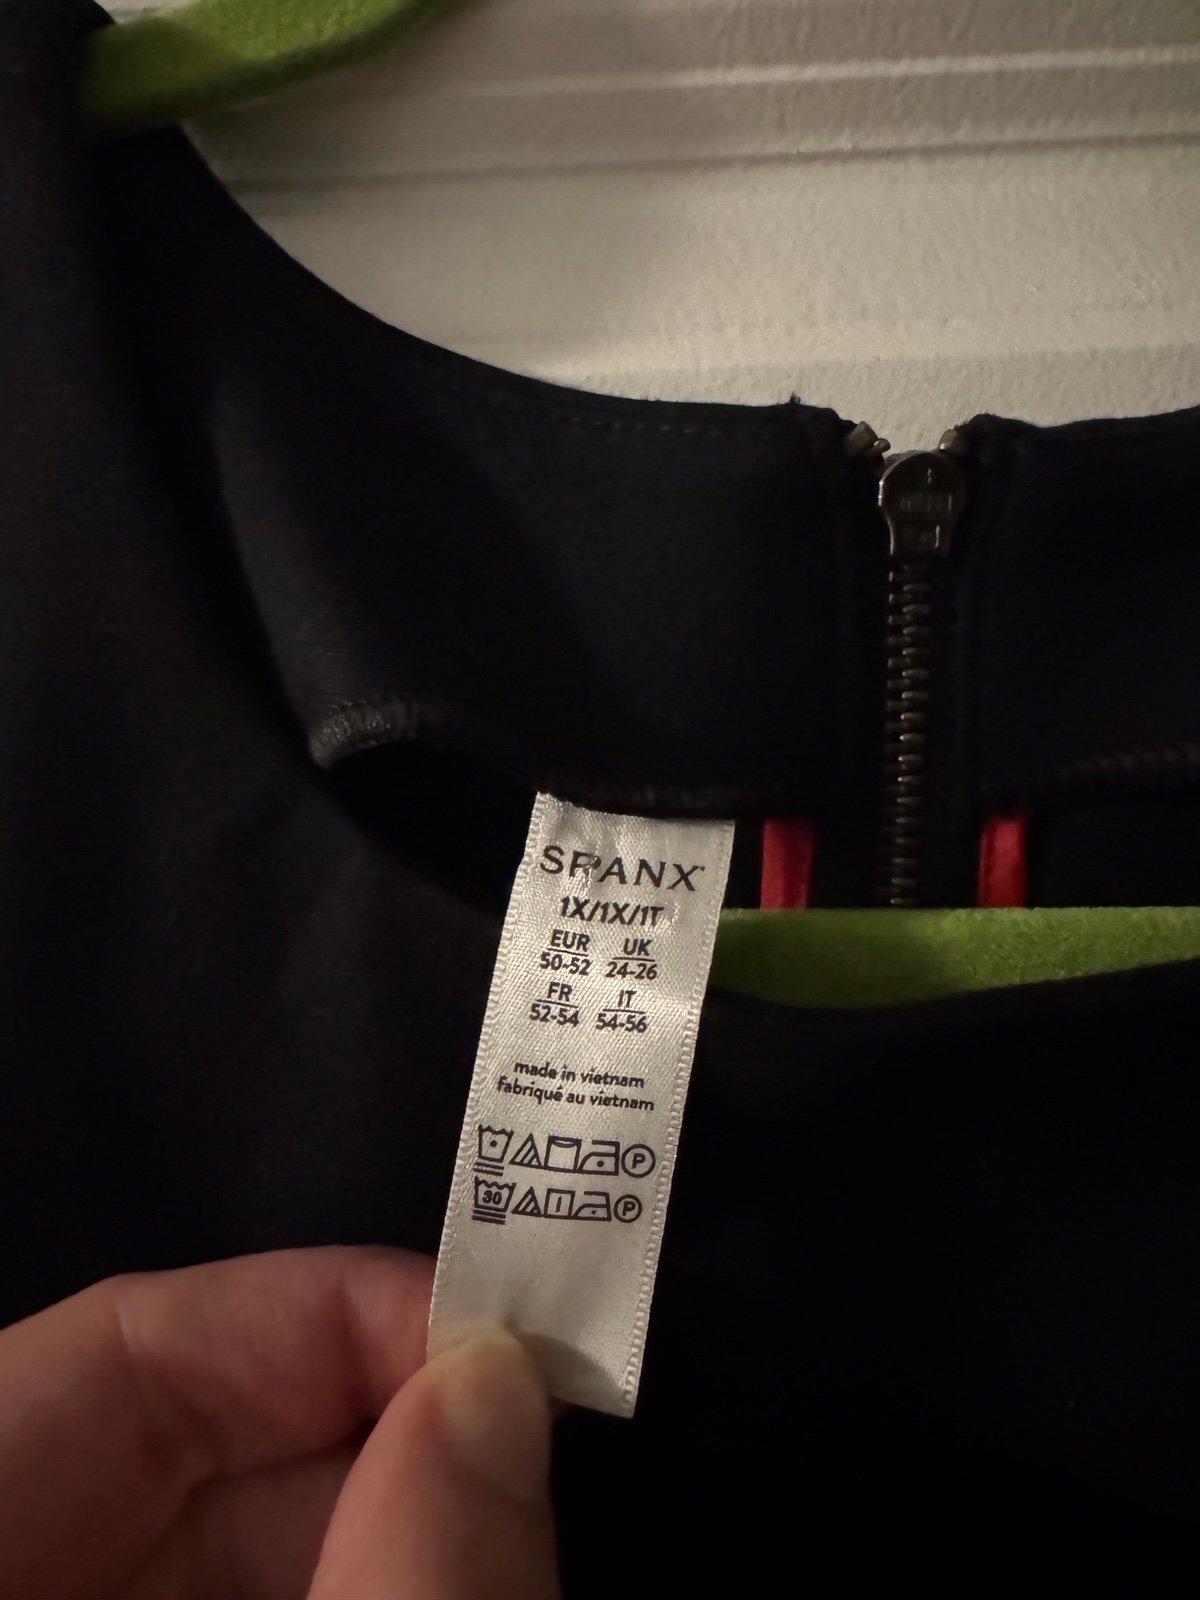 SPANX
1X/1X/1T
EUR UK
50-52 24-26
FR IT
52-54 54-56
made in vietnam
fabriqué au vietnam
P
30 P